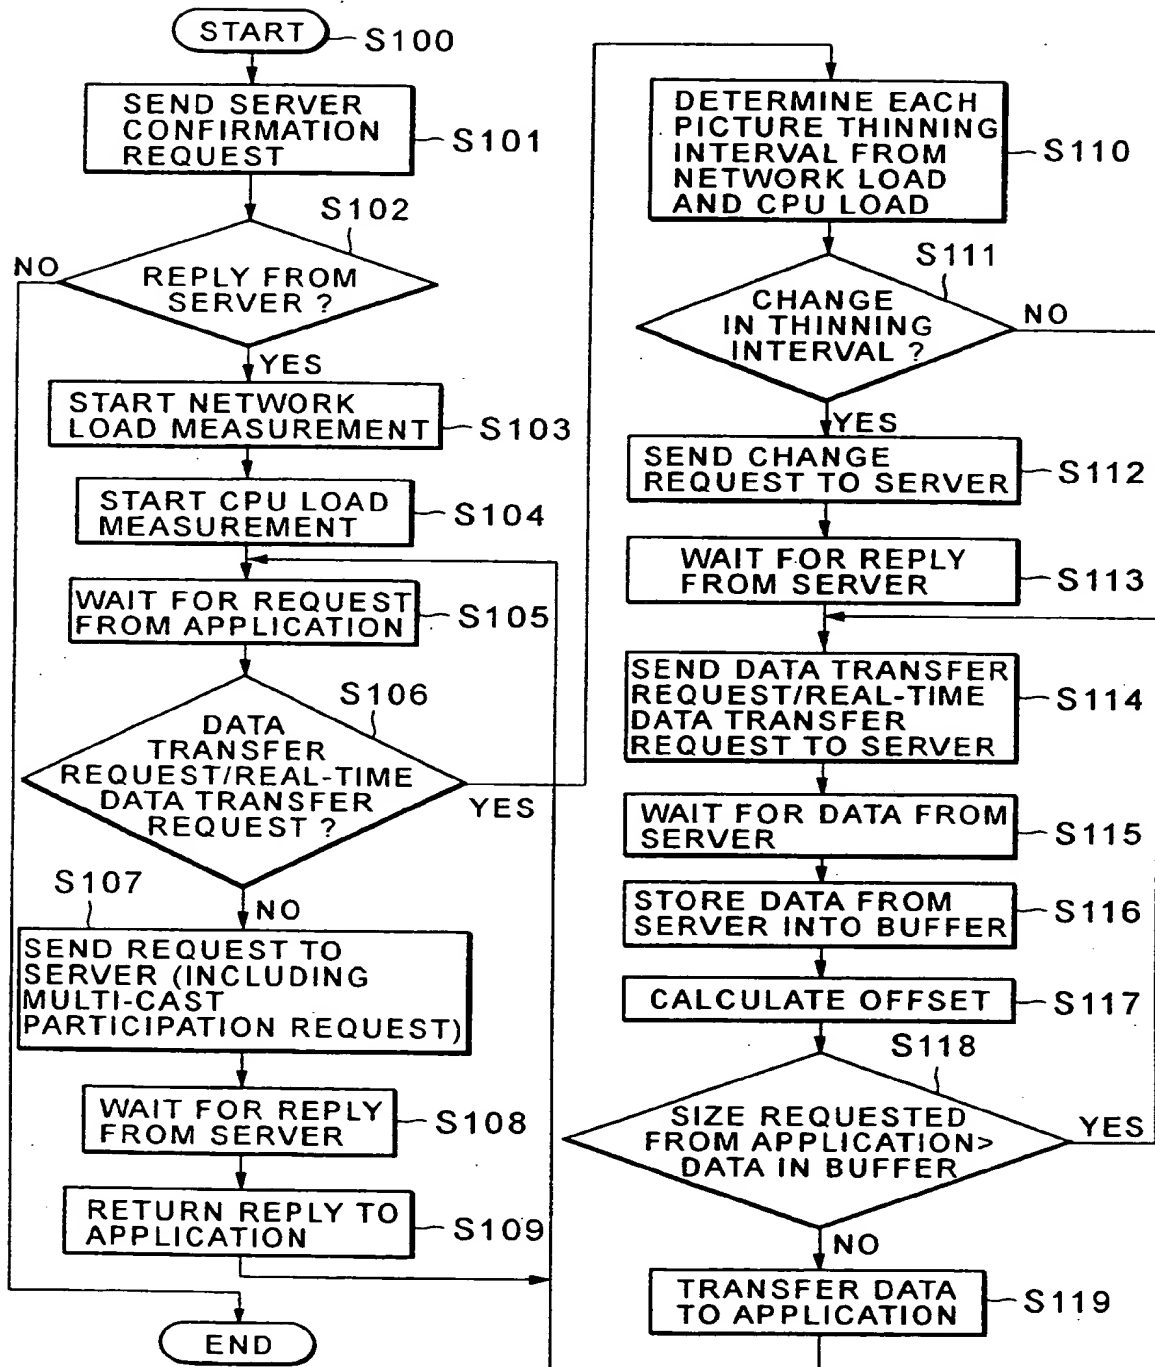 START
S100
SEND SERVER
CONFIRMATION
REQUEST
S101
S102
NO
REPLY FROM
SERVER ?
YES
START NETWORK
LOAD MEASUREMENT
S103
START CPU LOAD
MEASUREMENT
S104
WAIT FOR REQUEST
FROM APPLICATION
S105
S106
DATA
TRANSFER
REQUEST/REAL-TIME
DATA TRANSFER
REQUEST ?
YES
S107
NO
SEND REQUEST TO
SERVER (INCLUDING
MULTI-CAST
PARTICIPATION REQUEST)
WAIT FOR REPLY
FROM SERVER
S108
RETURN REPLY TO
APPLICATION
S109
END
DETERMINE EACH
PICTURE THINNING
INTERVAL FROM
NETWORK LOAD
AND CPU LOAD
S110
S111
CHANGE
IN THINNING
INTERVAL ?
NO
YES
SEND CHANGE
REQUEST TO SERVER
S112
WAIT FOR REPLY
FROM SERVER
S113
SEND DATA TRANSFER
REQUEST/REAL-TIME
DATA TRANSFER
REQUEST TO SERVER
S114
WAIT FOR DATA FROM
SERVER
S115
STORE DATA FROM
SERVER INTO BUFFER
S116
CALCULATE OFFSET
S117
S118
SIZE REQUESTED
FROM APPLICATION>
DATA IN BUFFER
YES
NO
TRANSFER DATA
TO APPLICATION
S119